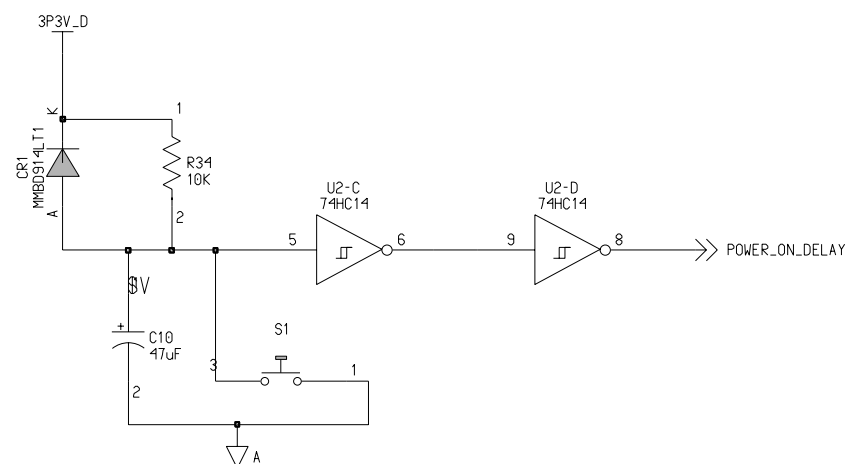 3P3V_D
K
1
CR1
MMBD914LT1
R34
10K
A
2
U2-C
74HC14
5
6
U2-D
74HC14
9
8
POWER_ON_DELAY
C10
47uF
+
2
S1
3
1
A